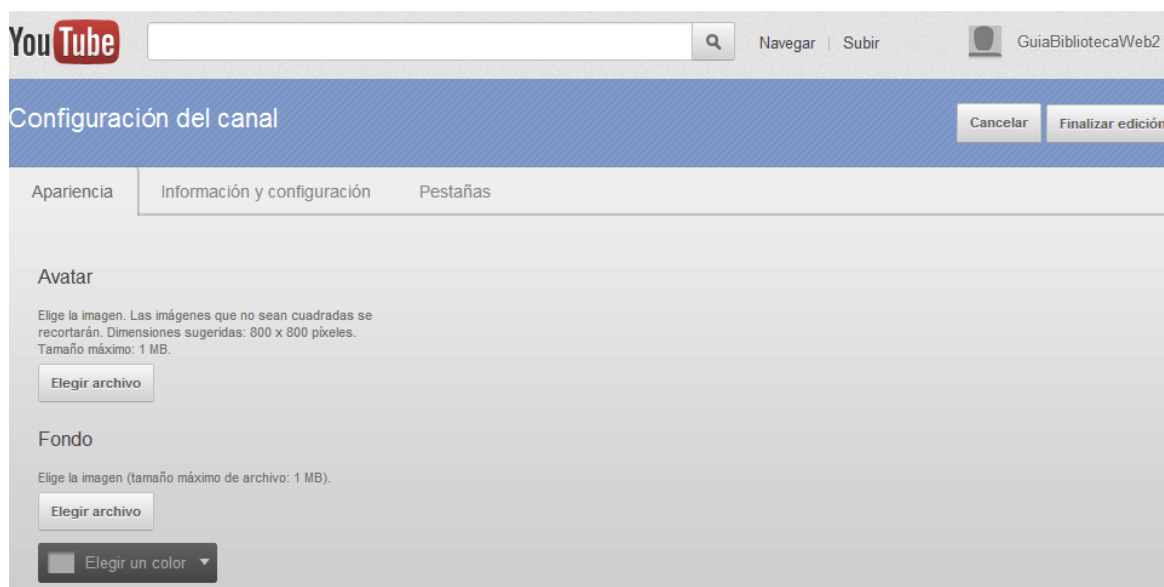 YouTube
Navegar | Subir
GuiaBibliotecaWeb2
Configuración del canal
Cancelar
Finalizar edición
Apariencia
Información y configuración
Pestañas
Avatar
Elige la imagen. Las imágenes que no sean cuadradas se
recortarán. Dimensiones sugeridas: 800 x 800 píxeles.
Tamaño máximo: 1 MB.
Elegir archivo
Fondo
Elige la imagen (tamaño máximo de archivo: 1 MB).
Elegir archivo
Elegir un color